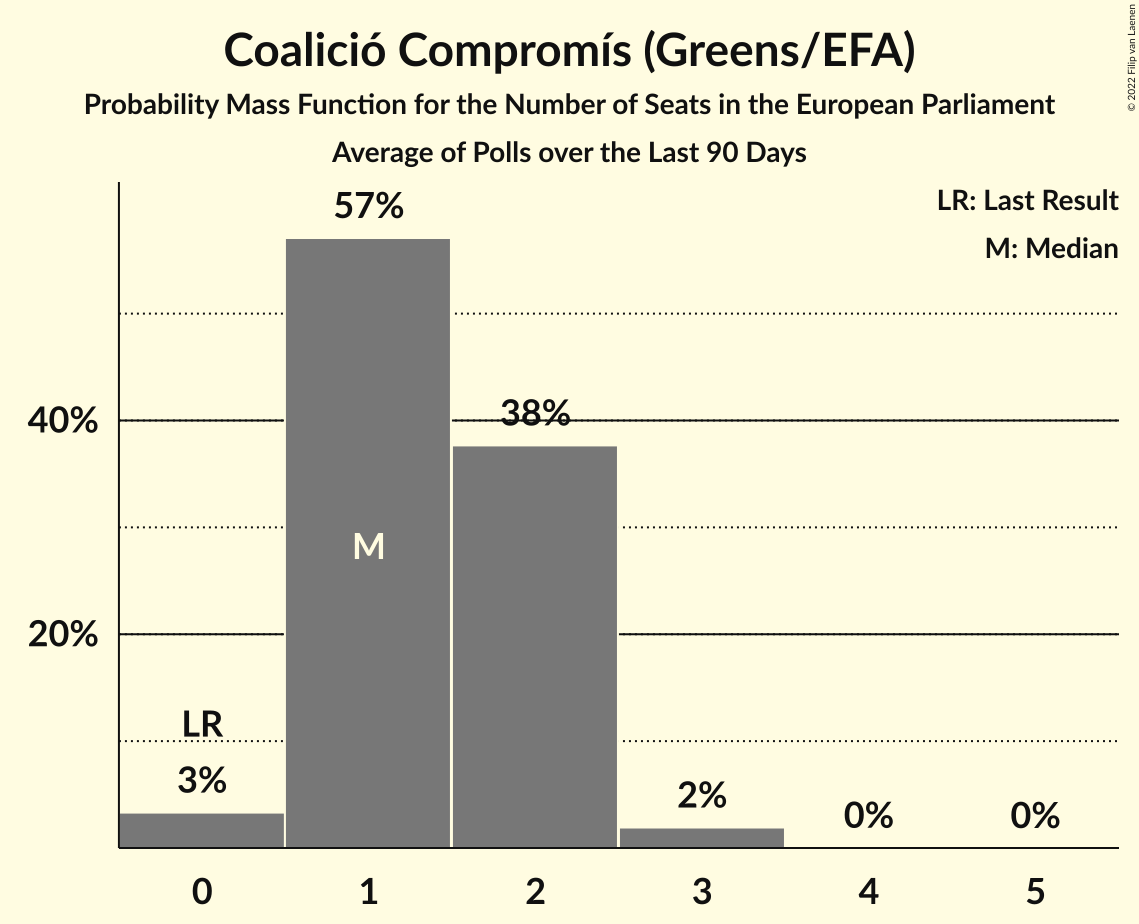 Coalició Compromís (Greens/EFA)
Probability Mass Function for the Number of Seats in the European Parliament
Average of Polls over the Last 90 Days
© 2022 Filip van Laenen
LR: Last Result
M: Median
57%
40%
38%
M
20%
LR
3%
2%
0%
0%
0
1
2
3
4
5